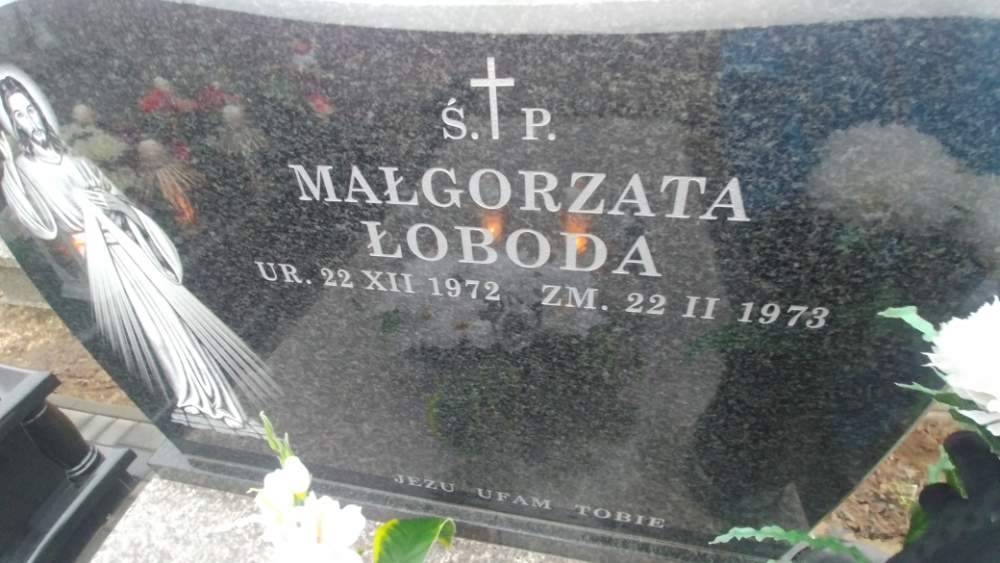 Ś. P.
MAŁGORZATA
ŁOBODA
UR. 22 XII 1972 ZM. 22 II 1973
JEZU UFAM TOBIE